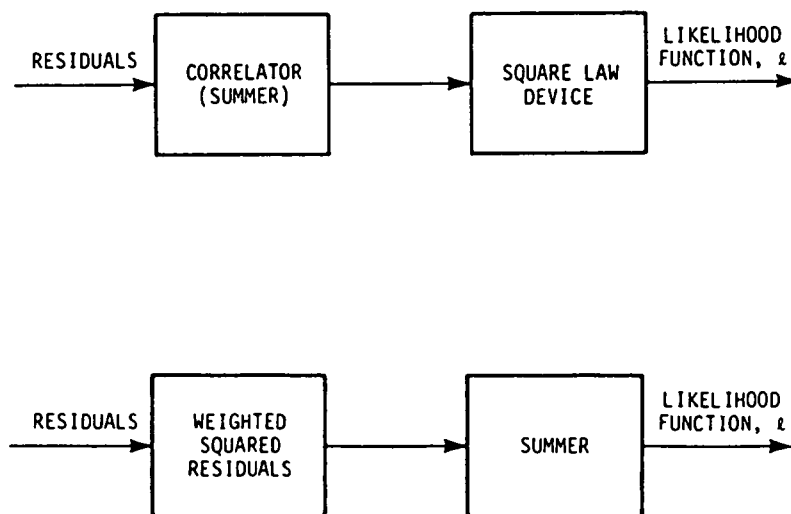 RESIDUALS
CORRELATOR
(SUMMER)
SQUARE LAW
DEVICE
LIKELIHOOD
FUNCTION, ℓ
RESIDUALS
WEIGHTED
SQUARED
RESIDUALS
SUMMER
LIKELIHOOD
FUNCTION, ℓ